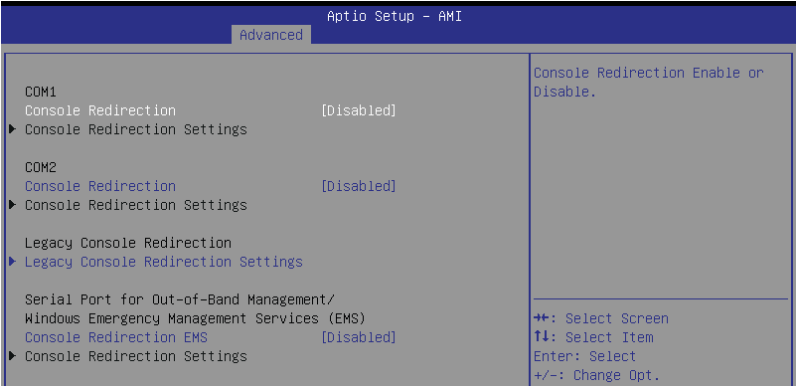 Aptio Setup – AMI
Advanced
COM1
Console Redirection [Disabled]
Console Redirection Settings
COM2
Console Redirection [Disabled]
Console Redirection Settings
Legacy Console Redirection
Legacy Console Redirection Settings
Serial Port for Out-of-Band Management/
Windows Emergency Management Services (EMS)
Console Redirection EMS [Disabled]
Console Redirection Settings
Console Redirection Enable or
Disable.
→←: Select Screen
↑↓: Select Item
Enter: Select
+/-: Change Opt.